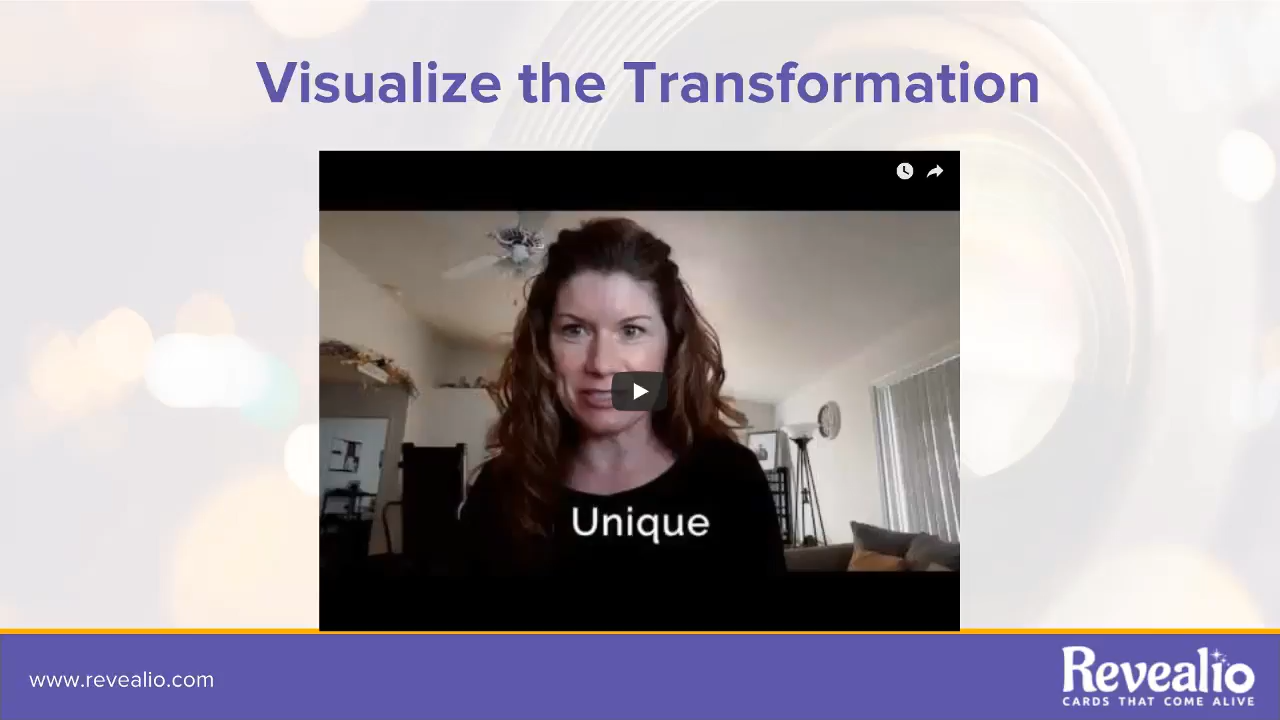 Visualize the Transformation
Unique
www.revealio.com
Revealio
CARDS THAT COME ALIVE